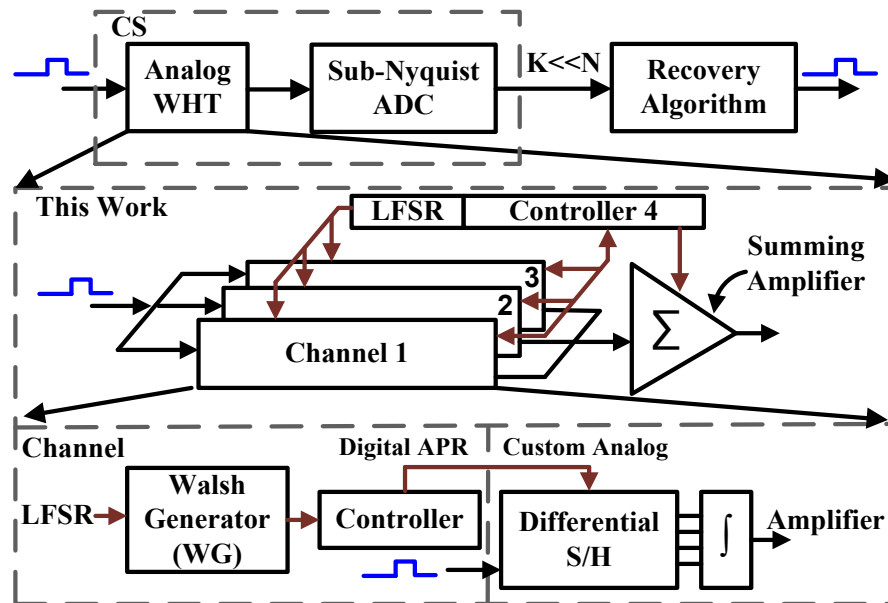 CS
Analog
WHT
Sub-Nyquist
ADC
K<<N
Recovery
Algorithm
This Work
LFSR
Controller 4
3
2
Channel 1
Σ
Summing
Amplifier
Channel
Digital APR
Custom Analog
LFSR
Walsh
Generator
(WG)
Controller
Differential
S/H
∫
Amplifier